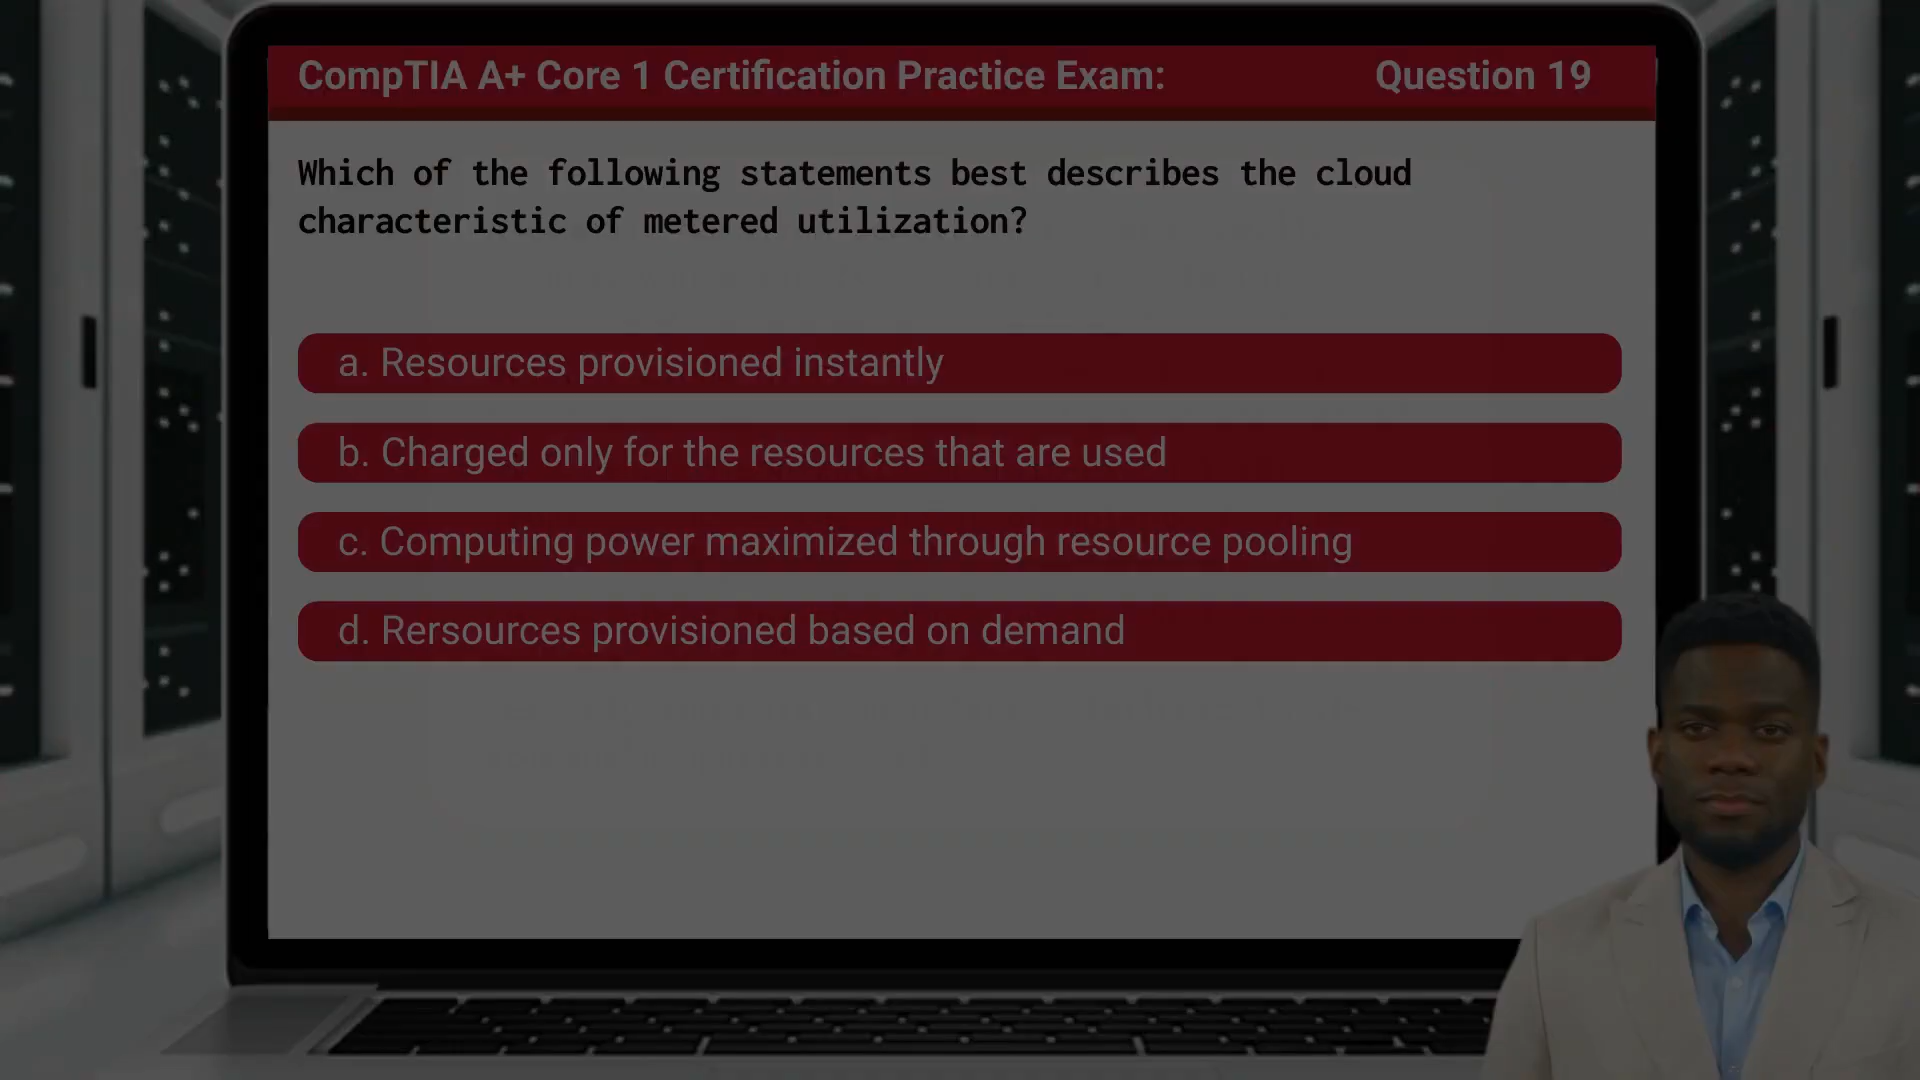 CompTIA A+ Core 1 Certification Practice Exam: Question 19
Which of the following statements best describes the cloud
characteristic of metered utilization?
a. Resources provisioned instantly
b. Charged only for the resources that are used
c. Computing power maximized through resource pooling
d. Rersources provisioned based on demand